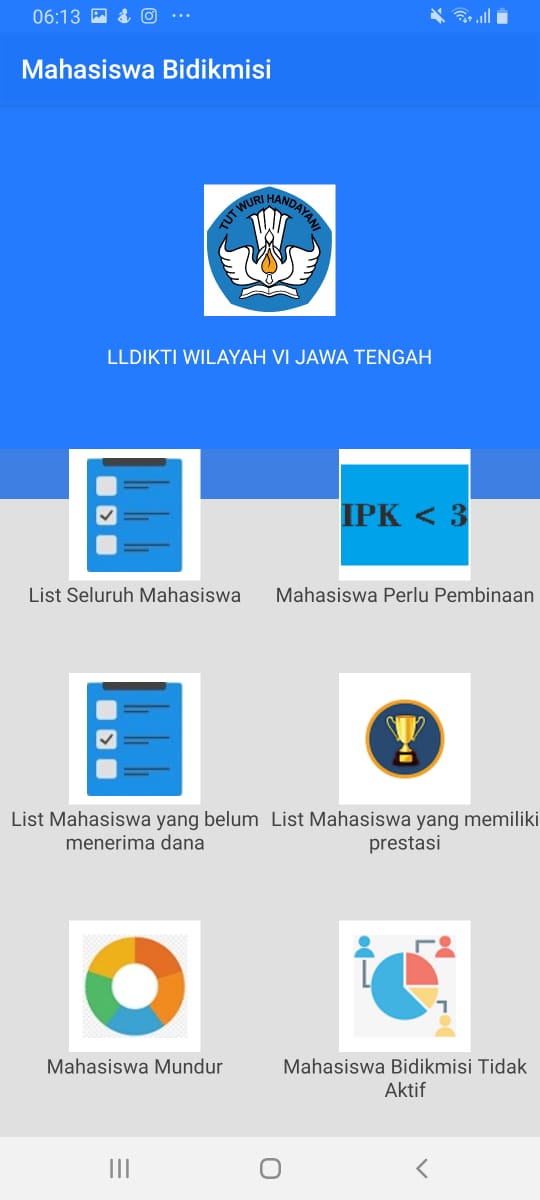 06:13
Mahasiswa Bidikmisi
TUT WURI HANDAYANI
LLDIKTI WILAYAH VI JAWA TENGAH
IPK < 3
List Seluruh Mahasiswa
Mahasiswa Perlu Pembinaan
List Mahasiswa yang belum
menerima dana
List Mahasiswa yang memiliki
prestasi
Mahasiswa Mundur
Mahasiswa Bidikmisi Tidak
Aktif